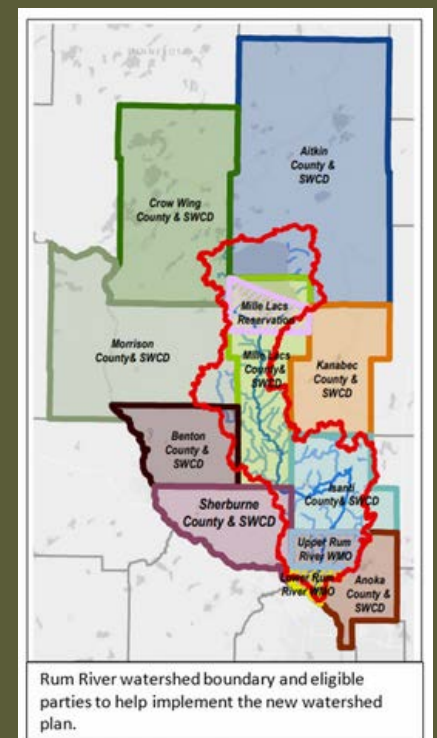 Aitkin
County &
SWCD
Crow Wing
County & SWCD
Mille Lacs
Reservation
Morrison
County& SWCD
Mille Lacs
County&
SWCD
Kanabec
County &
SWCD
Benton
County &
SWCD
Isanti
County& SWCD
Sherburne
County & SWCD
Upper Rum
River WMO
Lower Rum
River WMO
Anoka
County &
SWCD
Rum River watershed boundary and eligible
parties to help implement the new watershed
plan.